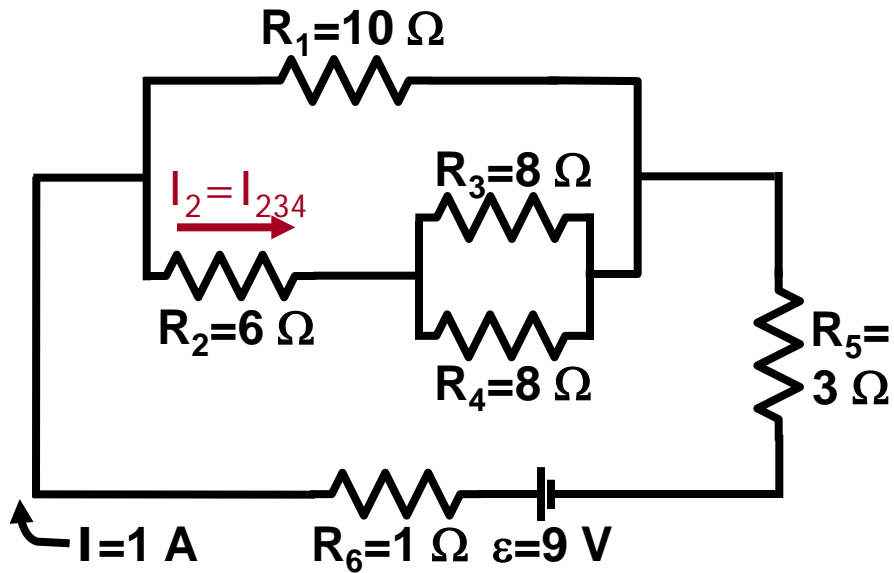 R₁=10 Ω
I₂=I₂₃₄
R₃=8 Ω
R₂=6 Ω
R₄=8 Ω
R₅=
3 Ω
I=1 A
R₆=1 Ω
ε=9 V